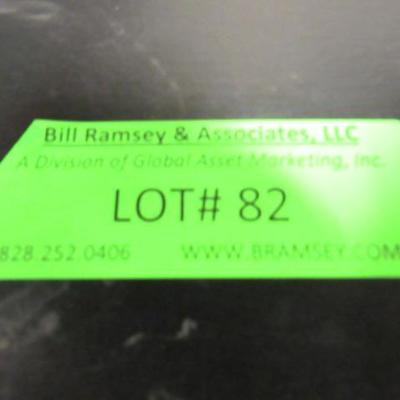 Bill Ramsey & Associates, LLC
A Division of Global Asset Marketing, Inc.
LOT# 82
828.252.0406 WWW.BRAMSEY.COM